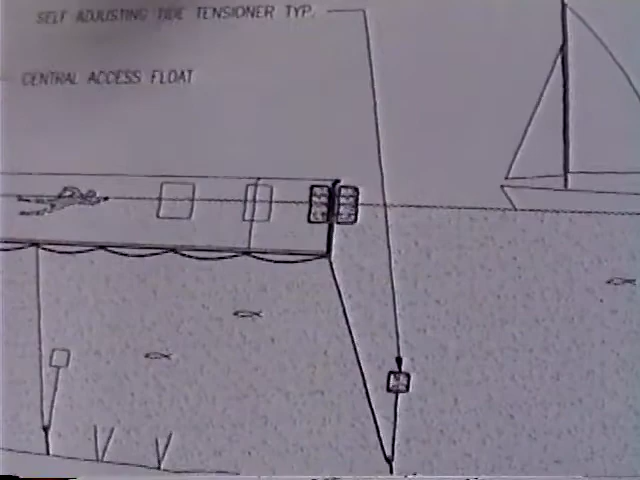 SELF ADJUSTING TIDE TENSIONER TYP.
CENTRAL ACCESS FLOAT